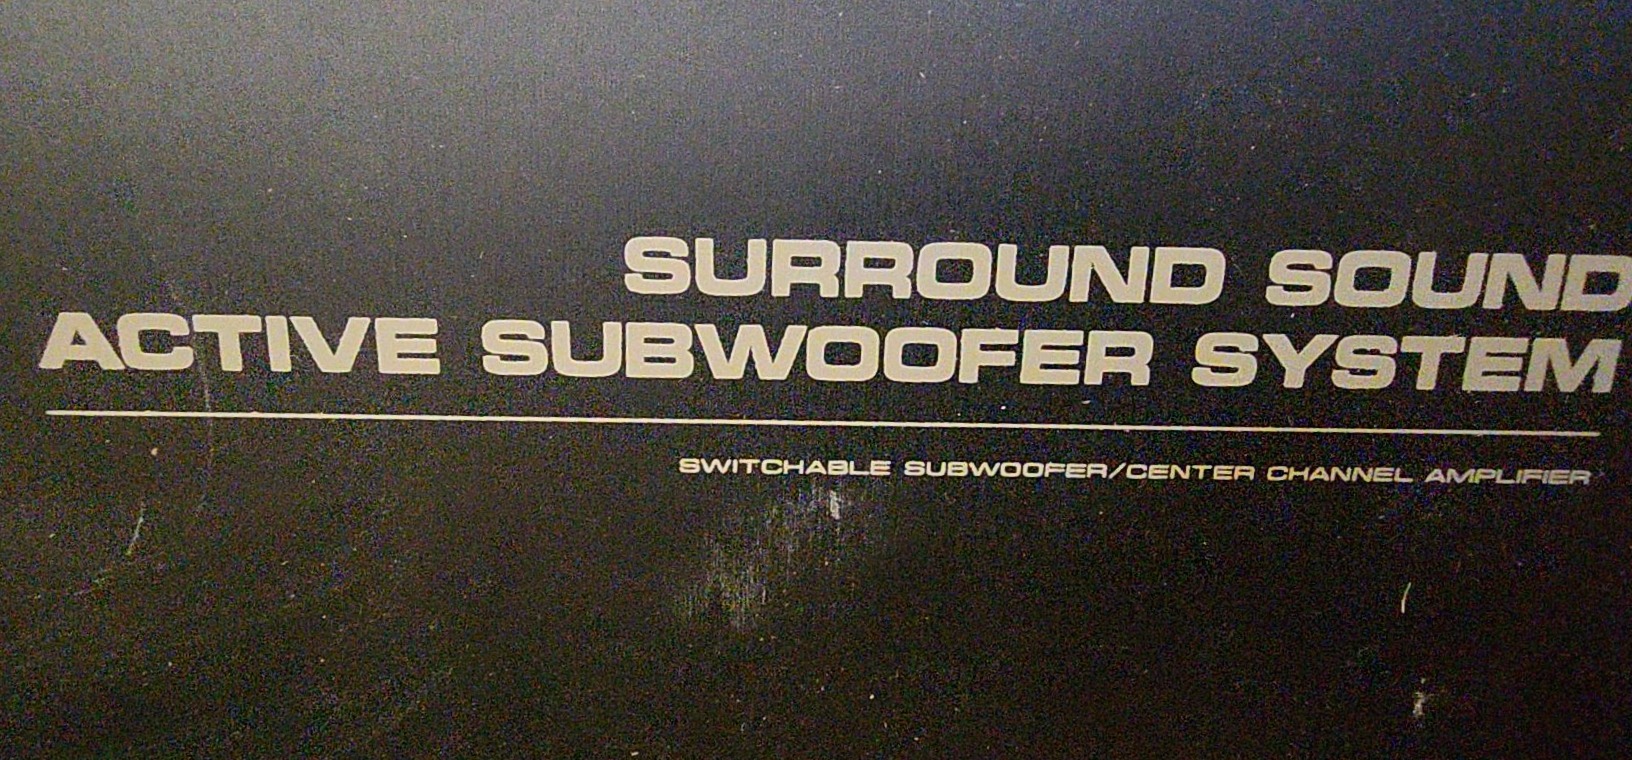 SURROUND SOUND
ACTIVE SUBWOOFER SYSTEM
SWITCHABLE SUBWOOFER/CENTER CHANNEL AMPLIFIER